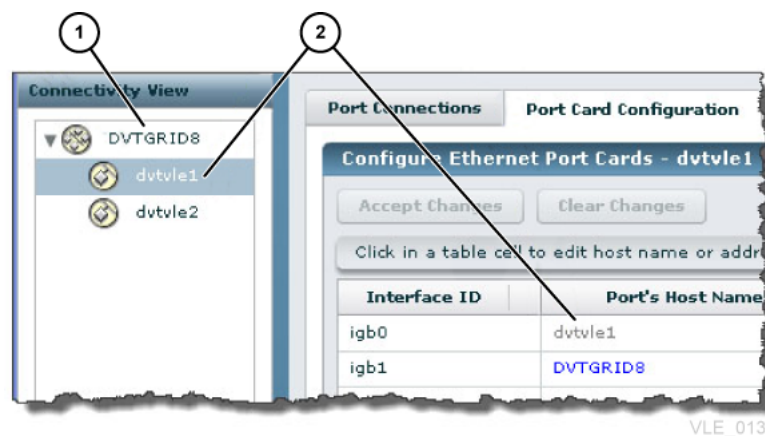 1
2
Connectivity View
Port Connections
Port Card Configuration
DVTGRID8
dvtvle1
dvtvle2
Configure Ethernet Port Cards - dvtvle1
Accept Changes
Clear Changes
Click in a table cell to edit host name or addr
Interface ID
Port's Host Name
igb0
dvtvle1
igb1
DVTGRID8
VLE 013